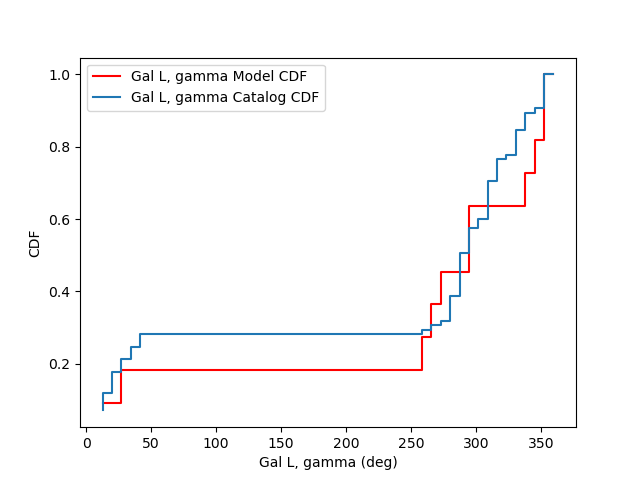 Gal L, gamma Model CDF
Gal L, gamma Catalog CDF
CDF
1.0
0.8
0.6
0.4
0.2
0 50 100 150 200 250 300 350
Gal L, gamma (deg)